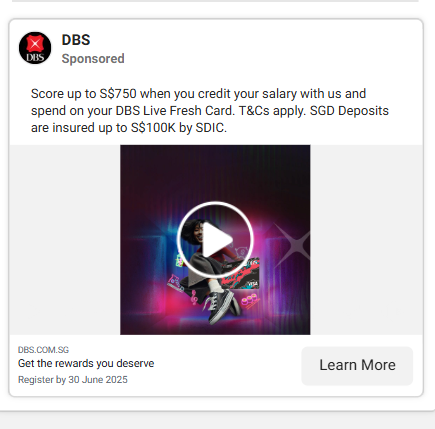 DBS
DBS
Sponsored
Score up to S$750 when you credit your salary with us and
spend on your DBS Live Fresh Card. T&Cs apply. SGD Deposits
are insured up to S$100K by SDIC.
VISA
DBS.COM.SG
Get the rewards you deserve
Learn More
Register by 30 June 2025